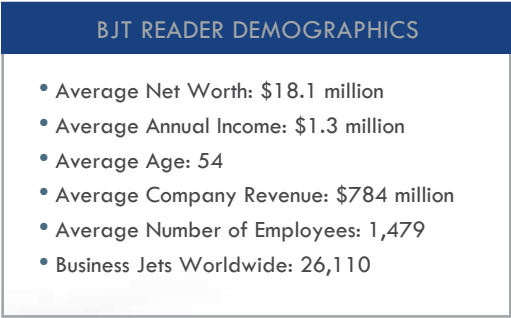 BJT READER DEMOGRAPHICS
• Average Net Worth: $18.1 million
• Average Annual Income: $1.3 million
• Average Age: 54
• Average Company Revenue: $784 million
• Average Number of Employees: 1,479
• Business Jets Worldwide: 26,110